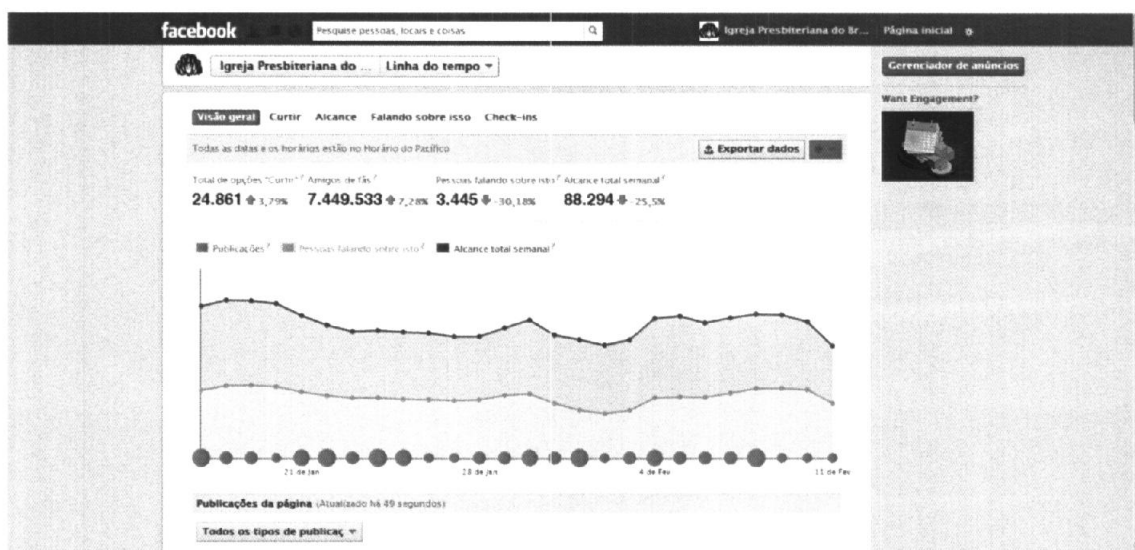 facebook Pesquise pessoas, locais e coisas Igreja Presbiteriana do Br... Página inicial
Igreja Presbiteriana do ... Linha do tempo
Gerenciador de anúncios
Want Engagement?
Visão geral Curtir Alcance Falando sobre isso Check-ins
Todas as datas e os horários estão no Horário do Pacífico Exportar dados
Total de opções "Curtir" ? Amigos de fãs ? Pessoas falando sobre isto ? Alcance total semanal ?
24.861 3,79% 7.449.533 7,28% 3.445 -30,18% 88.294 -25,5%
Publicações ? Pessoas falando sobre isto ? Alcance total semanal ?
21 de Jan 28 de Jan 4 de Fev 11 de Fev
Publicações da página (Atualizado há 49 segundos)
Todos os tipos de publicaç